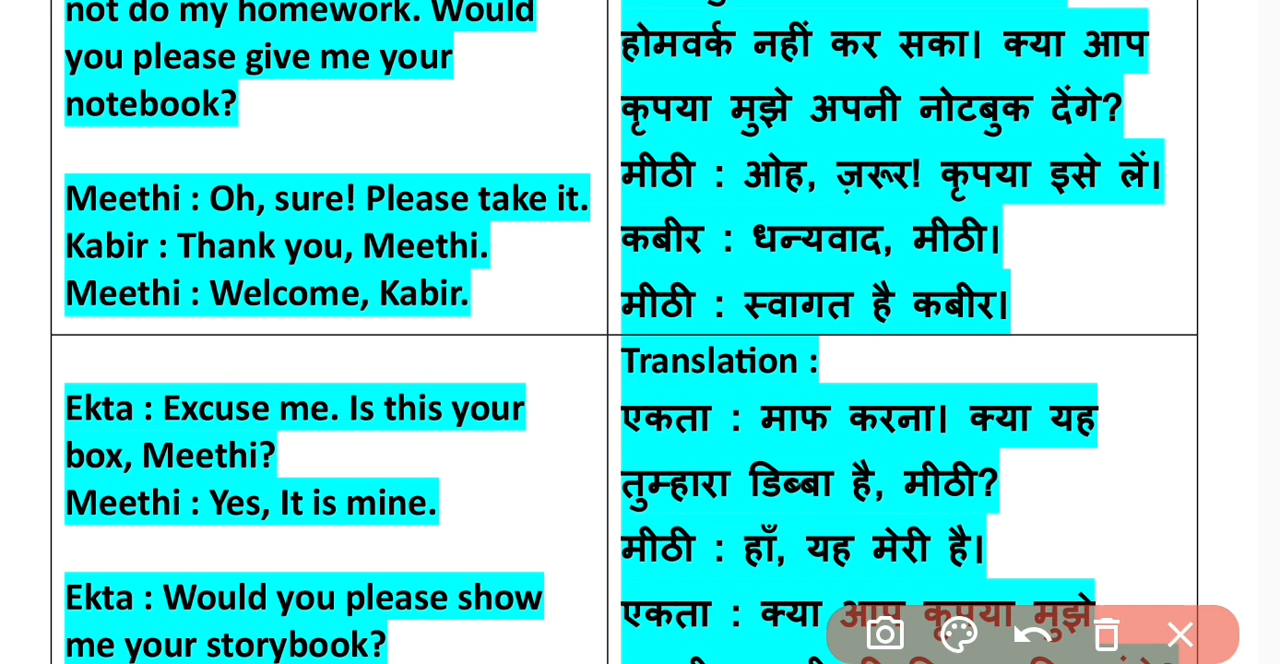 not do my homework. Would
you please give me your
notebook?
Meethi : Oh, sure! Please take it.
Kabir : Thank you, Meethi.
Meethi : Welcome, Kabir.
होमवर्क नहीं कर सका। क्या आप
कृपया मुझे अपनी नोटबुक देंगे?
मीठी : ओह, ज़रूर! कृपया इसे लें।
कबीर : धन्यवाद, मीठी।
मीठी : स्वागत है कबीर।
Ekta : Excuse me. Is this your
box, Meethi?
Meethi : Yes, It is mine.
Ekta : Would you please show
me your storybook?
Translation :
एकता : माफ करना। क्या यह
तुम्हारा डिब्बा है, मीठी?
मीठी : हाँ, यह मेरी है।
एकता : क्या आप कृपया मुझे